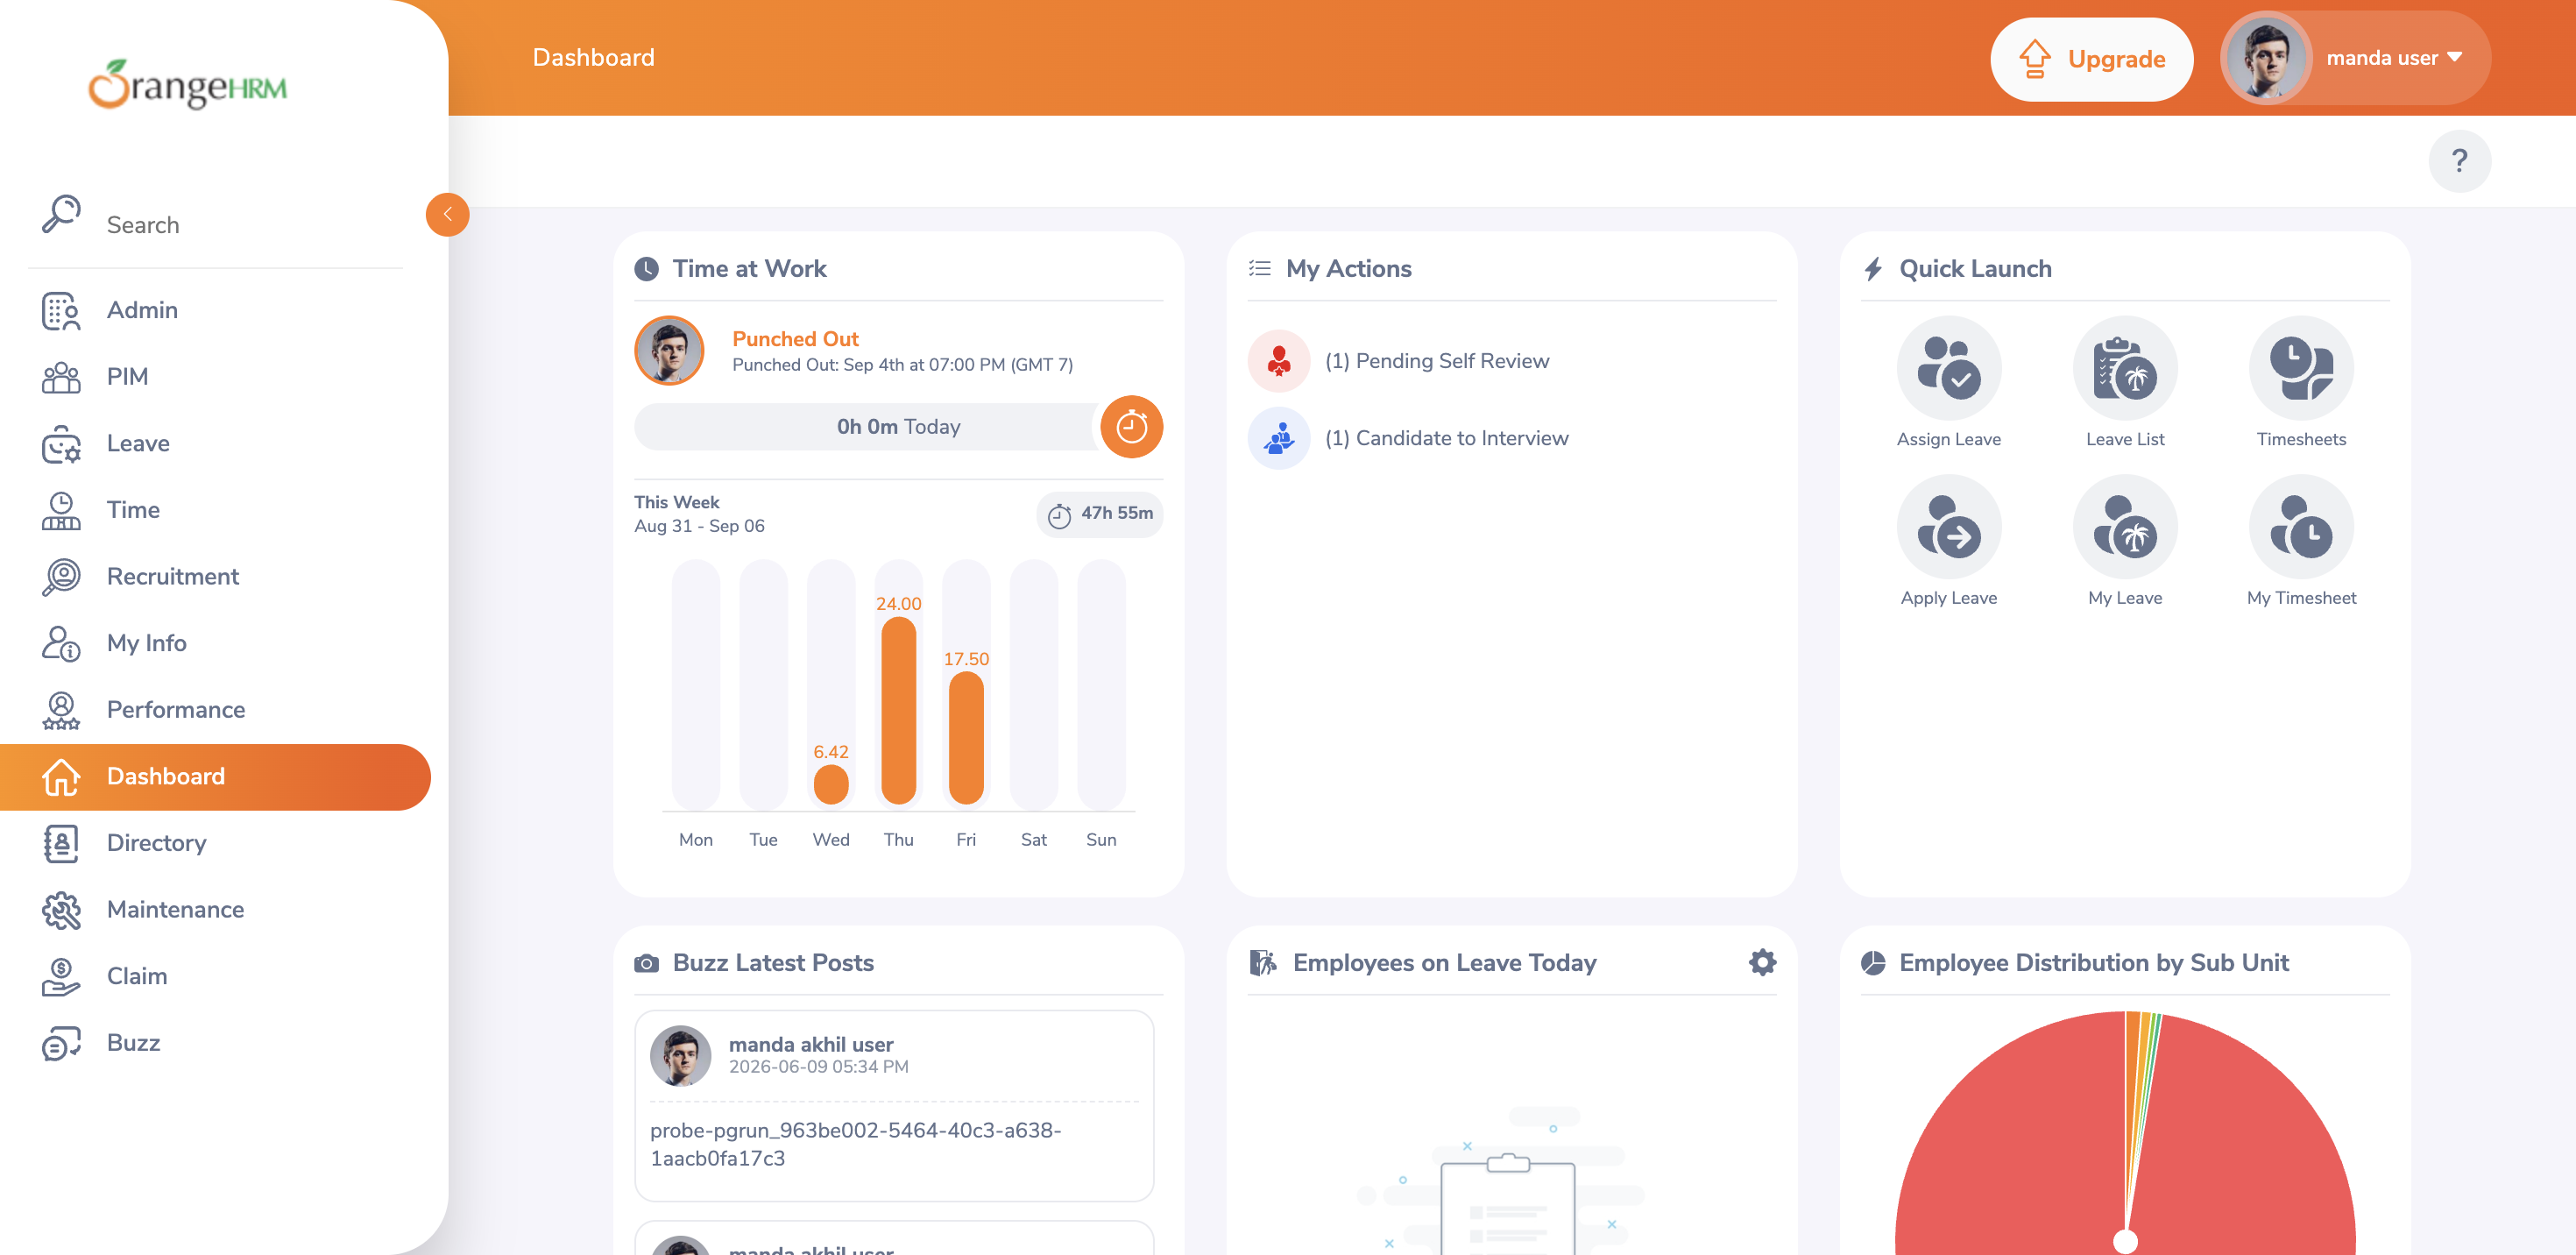 OrangeHRM
Dashboard
Upgrade
manda user
?
Search
Admin
PIM
Leave
Time
Recruitment
My Info
Performance
Dashboard
Directory
Maintenance
Claim
Buzz
Time at Work
Punched Out
Punched Out: Sep 4th at 07:00 PM (GMT 7)
0h 0m Today
This Week
Aug 31 - Sep 06
47h 55m
24.00
17.50
6.42
Mon Tue Wed Thu Fri Sat Sun
My Actions
(1) Pending Self Review
(1) Candidate to Interview
Quick Launch
Assign Leave
Leave List
Timesheets
Apply Leave
My Leave
My Timesheet
Buzz Latest Posts
manda akhil user
2026-06-09 05:34 PM
probe-pgrun_963be002-5464-40c3-a638-
1aacb0fa17c3
manda akhil user
Employees on Leave Today
Employee Distribution by Sub Unit